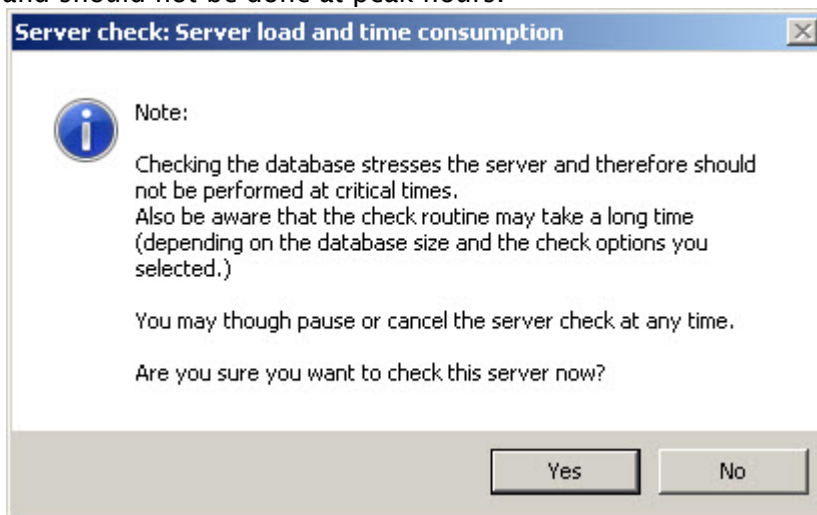 and should not be done at peak hours.
Server check: Server load and time consumption
Note:
Checking the database stresses the server and therefore should
not be performed at critical times.
Also be aware that the check routine may take a long time
(depending on the database size and the check options you
selected.)
You may though pause or cancel the server check at any time.
Are you sure you want to check this server now?
Yes
No